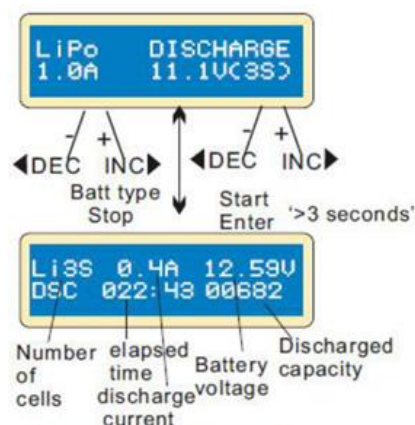 LiPo DISCHARGE
1.0A 11.1V(3S)
- + - +
◀DEC INC▶ ◀DEC INC▶
Batt type Start
Stop Enter '>3 seconds'
Li3S 0.4A 12.59V
DSC 022:43 00682
Number of cells
elapsed time
discharge current
Battery voltage
Discharged capacity